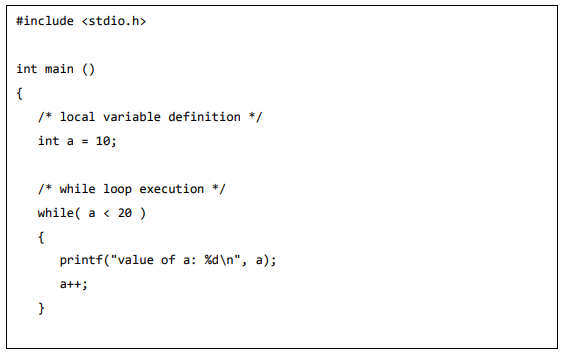 #include <stdio.h>
int main ()
{
/* local variable definition */
int a = 10;
/* while loop execution */
while( a < 20 )
{
printf("value of a: %d\n", a);
a++;
}